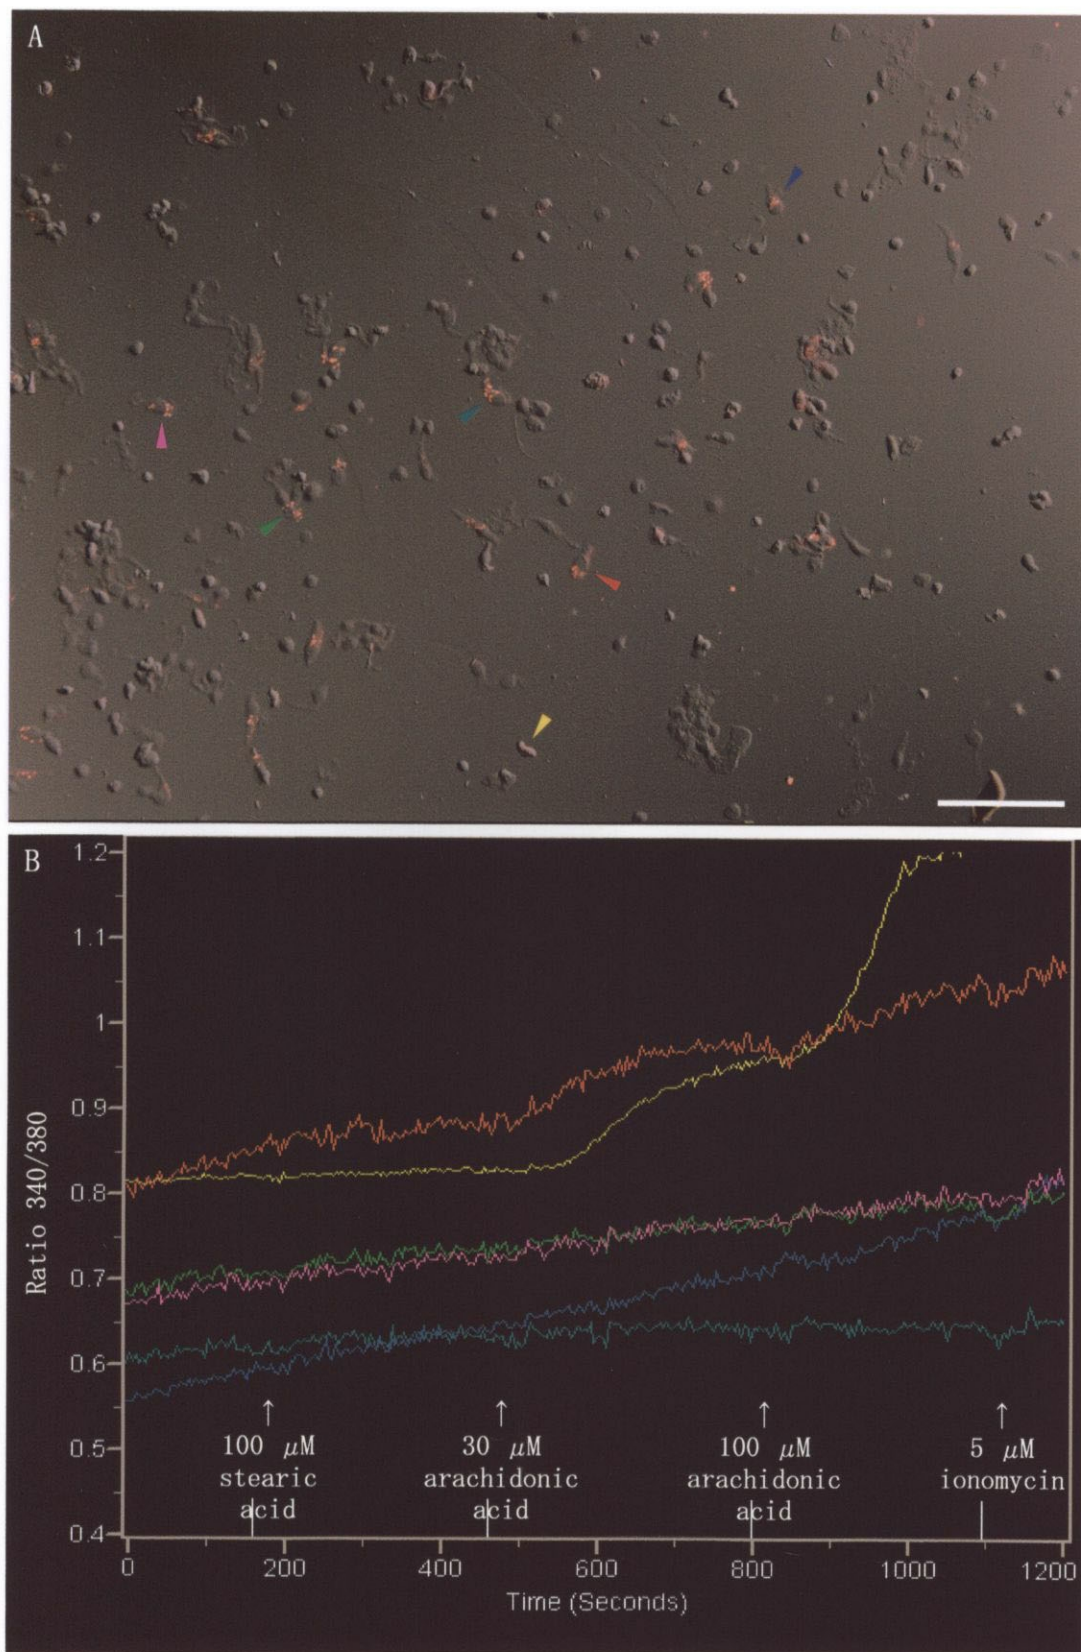 A
B
1.2
1.1
1
0.9
0.8
0.7
0.6
0.5
0.4
Ratio 340/380
↑ ↑ ↑ ↑
100 μM 30 μM 100 μM 5 μM
stearic arachidonic arachidonic ionomycin
acid acid acid
0 200 400 600 800 1000 1200
Time (Seconds)